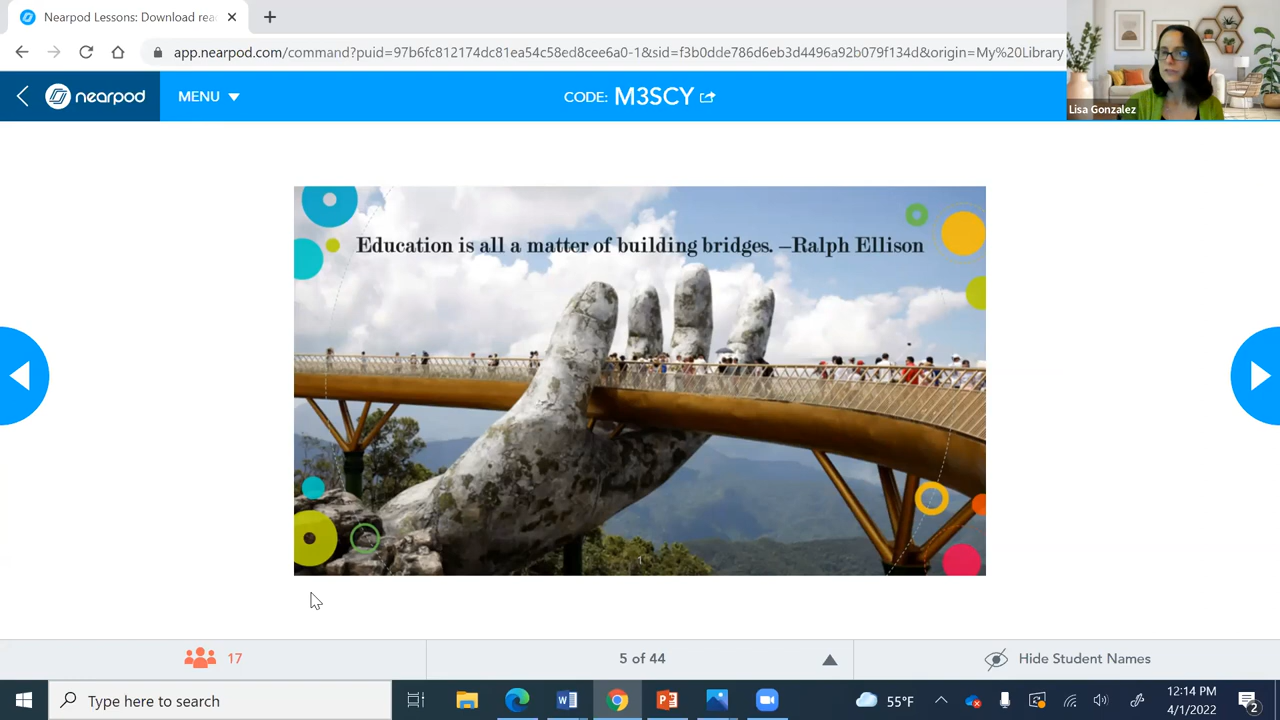 Nearpod Lessons: Download rea
app.nearpod.com/command?puid=97b6fc812174dc81ea54c58ed8cee6a0-1&sid=f3b0dde786d6eb3d4496a92b079f134d&origin=My%20Library
nearpod
MENU
CODE: M3SCY
Lisa Gonzalez
Education is all a matter of building bridges. –Ralph Ellison
1
17
5 of 44
Hide Student Names
Type here to search
55°F
12:14 PM
4/1/2022
2